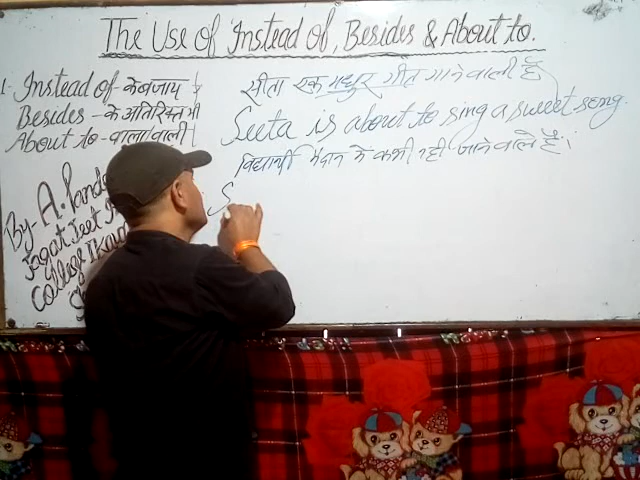 The Use of Instead of, Besides & About to.
1- Instead of - के बजाय
Besides - के अतिरिक्त भी
About to - वाला/वाली
By- A. Pande
Jagat Jeet
College Ikau
सीता एक मधुर गीत गाने वाली है
Seeta is about to sing a sweet song.
विद्यार्थी मैदान में कभी नही जाने वाले है।
S